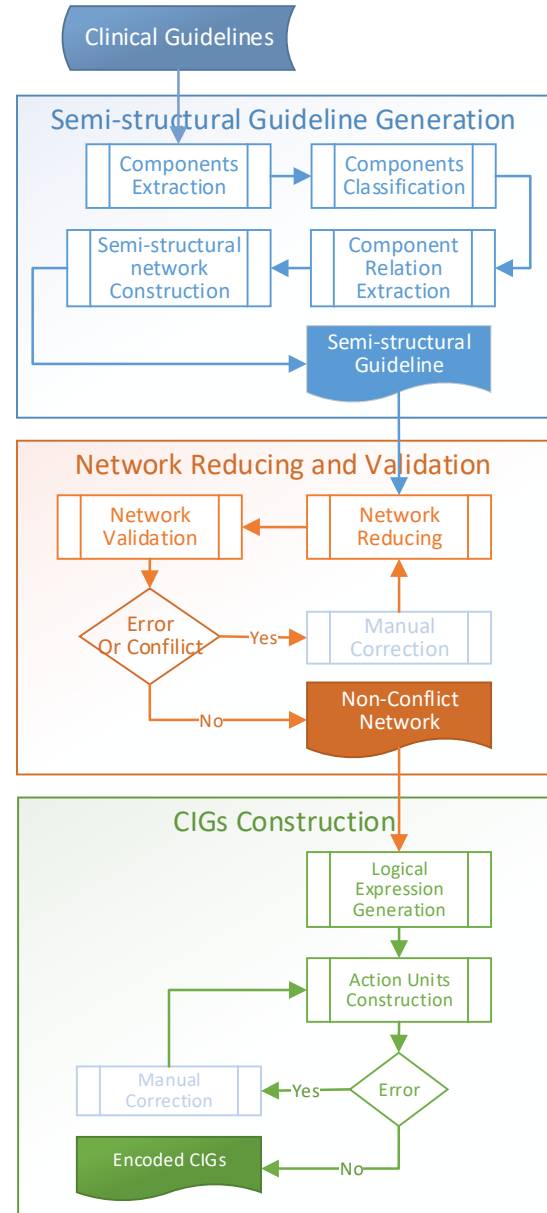 Clinical Guidelines
Semi-structural Guideline Generation
Components
Extraction
Components
Classification
Semi-structural
network
Construction
Component
Relation
Extraction
Semi-structural
Guideline
Network Reducing and Validation
Network
Validation
Network
Reducing
Error
Or Confilict
Yes
Manual
Correction
No
Non-Conflict
Network
CIGs Construction
Logical
Expression
Generation
Action Units
Construction
Manual
Correction
Yes
Error
Encoded CIGs
No